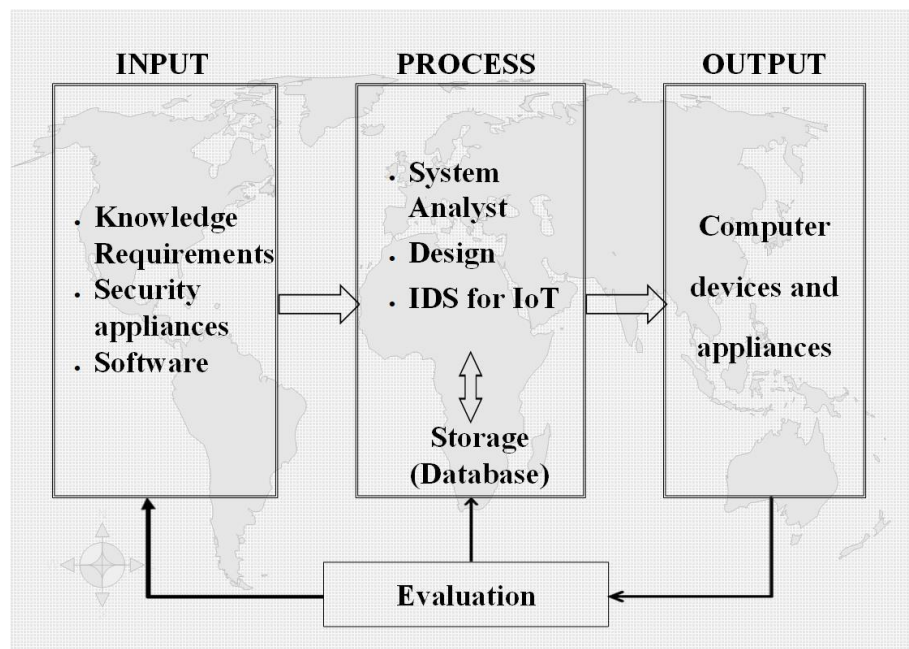 INPUT
PROCESS
OUTPUT
• Knowledge
Requirements
• Security
appliances
• Software
• System
Analyst
• Design
• IDS for IoT
Storage
(Database)
Computer
devices and
appliances
Evaluation